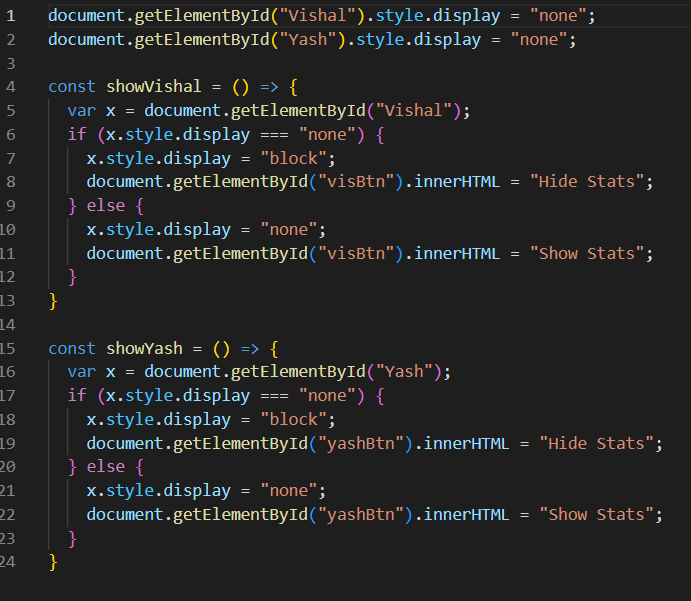 1 document.getElementById("Vishal").style.display = "none";
2 document.getElementById("Yash").style.display = "none";
3
4 const showVishal = () => {
5   var x = document.getElementById("Vishal");
6   if (x.style.display === "none") {
7     x.style.display = "block";
8     document.getElementById("visBtn").innerHTML = "Hide Stats";
9   } else {
10     x.style.display = "none";
11     document.getElementById("visBtn").innerHTML = "Show Stats";
12   }
13 }
14
15 const showYash = () => {
16   var x = document.getElementById("Yash");
17   if (x.style.display === "none") {
18     x.style.display = "block";
19     document.getElementById("yashBtn").innerHTML = "Hide Stats";
20   } else {
21     x.style.display = "none";
22     document.getElementById("yashBtn").innerHTML = "Show Stats";
23   }
24 }